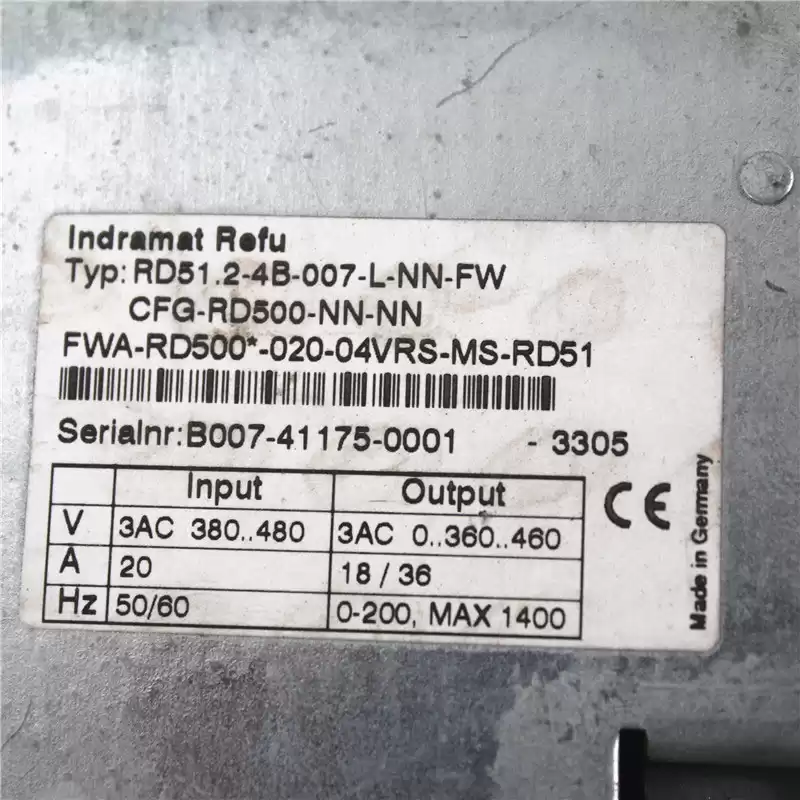 Indramat Refu
Typ: RD51.2-4B-007-L-NN-FW
CFG-RD500-NN-NN
FWA-RD500*-020-04VRS-MS-RD51
Serialnr: B007-41175-0001 - 3305
Input Output
V 3AC 380..480 3AC 0..360..460
A 20 18 / 36
Hz 50/60 0-200, MAX 1400
CE
Made in Germany